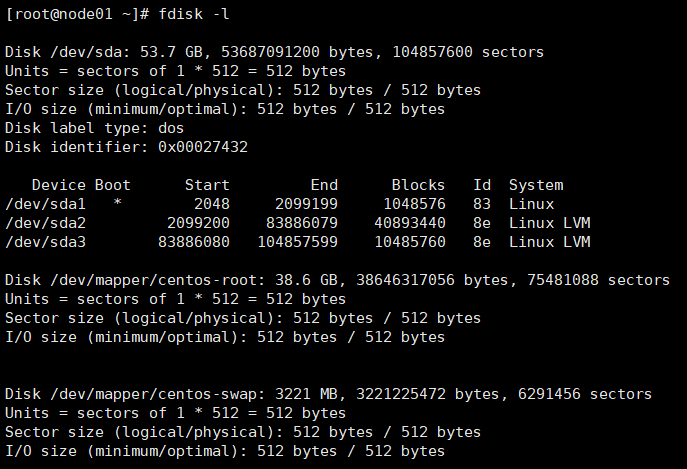 [root@node01 ~]# fdisk -l
Disk /dev/sda: 53.7 GB, 53687091200 bytes, 104857600 sectors
Units = sectors of 1 * 512 = 512 bytes
Sector size (logical/physical): 512 bytes / 512 bytes
I/O size (minimum/optimal): 512 bytes / 512 bytes
Disk label type: dos
Disk identifier: 0x00027432
   Device Boot      Start         End      Blocks   Id  System
/dev/sda1   *        2048     2099199     1048576   83  Linux
/dev/sda2         2099200    83886079    40893440   8e  Linux LVM
/dev/sda3        83886080   104857599    10485760   8e  Linux LVM
Disk /dev/mapper/centos-root: 38.6 GB, 38646317056 bytes, 75481088 sectors
Units = sectors of 1 * 512 = 512 bytes
Sector size (logical/physical): 512 bytes / 512 bytes
I/O size (minimum/optimal): 512 bytes / 512 bytes
Disk /dev/mapper/centos-swap: 3221 MB, 3221225472 bytes, 6291456 sectors
Units = sectors of 1 * 512 = 512 bytes
Sector size (logical/physical): 512 bytes / 512 bytes
I/O size (minimum/optimal): 512 bytes / 512 bytes